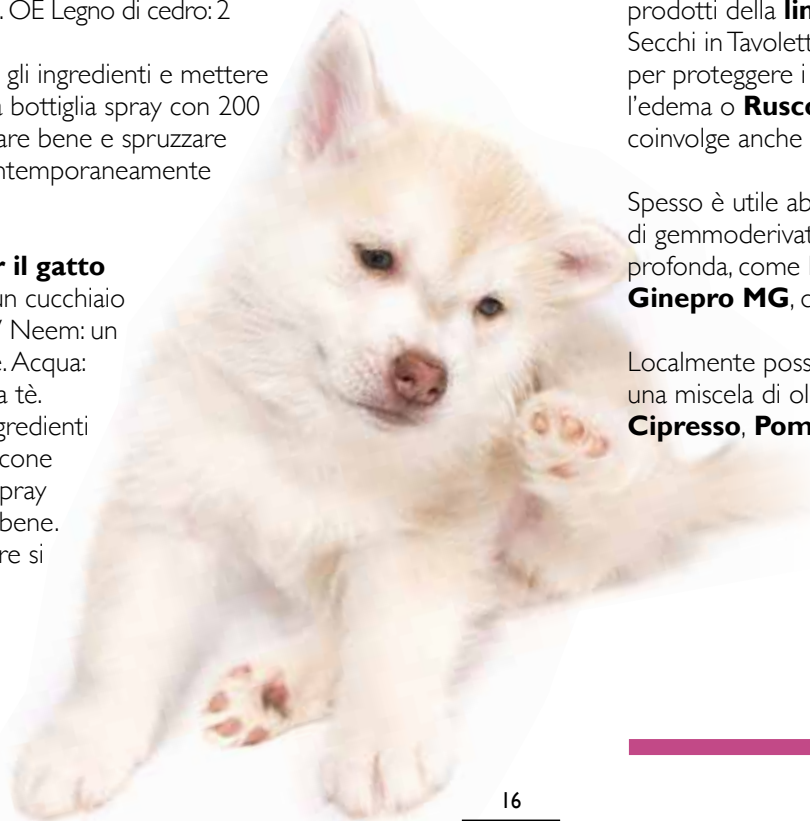 . OE Legno di cedro: 2
gli ingredienti e mettere
bottiglia spray con 200
are bene e spruzzare
ntemporaneamente
r il gatto
un cucchiaio
Neem: un
e. Acqua:
a tè.
gredienti
cone
pray
bene.
re si
prodotti della lin
Secchi in Tavolett
per proteggere i
l'edema o Rusco
coinvolge anche
Spesso è utile ab
di gemmoderivat
profonda, come
Ginepro MG, c
Localmente poss
una miscela di ol
Cipresso, Pom
16